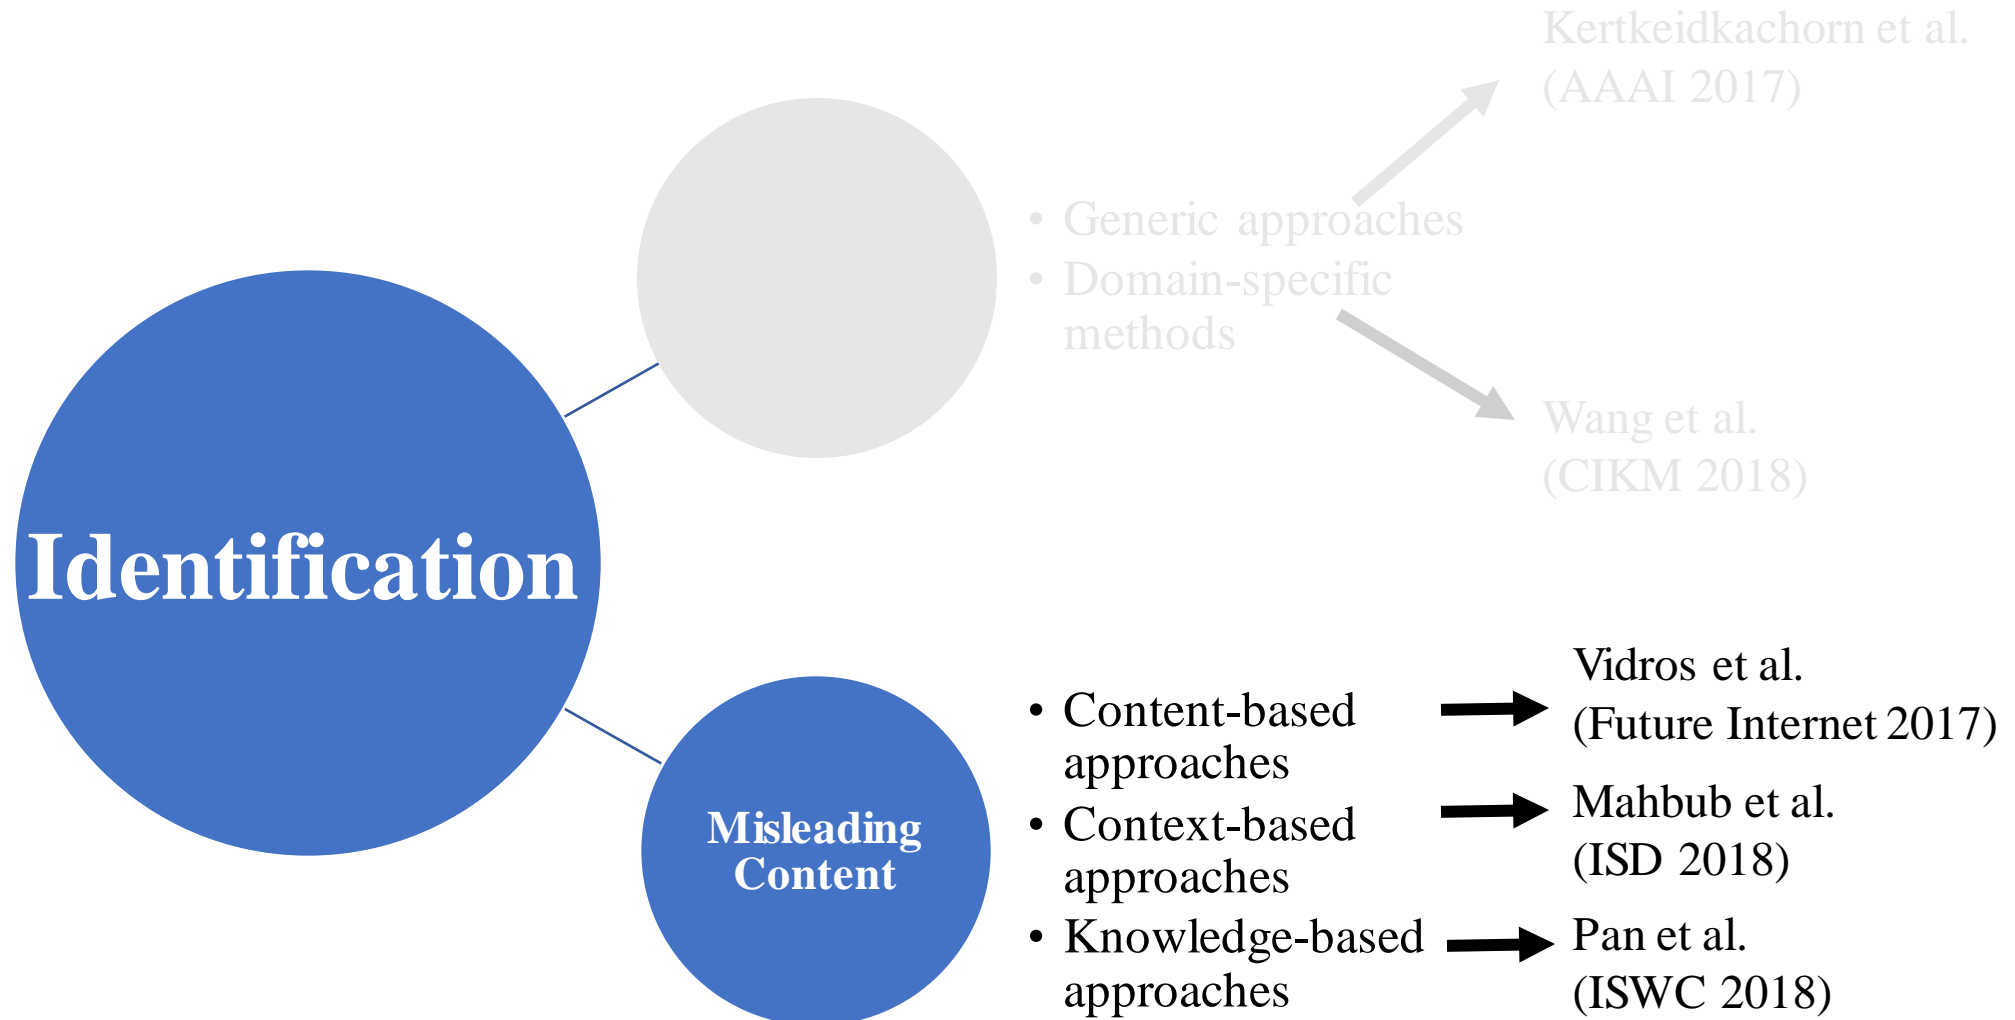 Kertkeidkachorn et al.
(AAAI 2017)
• Generic approaches
• Domain-specific
methods
Wang et al.
(CIKM 2018)
Identification
Misleading
Content
• Content-based
approaches
• Context-based
approaches
• Knowledge-based
approaches
Vidros et al.
(Future Internet 2017)
Mahbub et al.
(ISD 2018)
Pan et al.
(ISWC 2018)